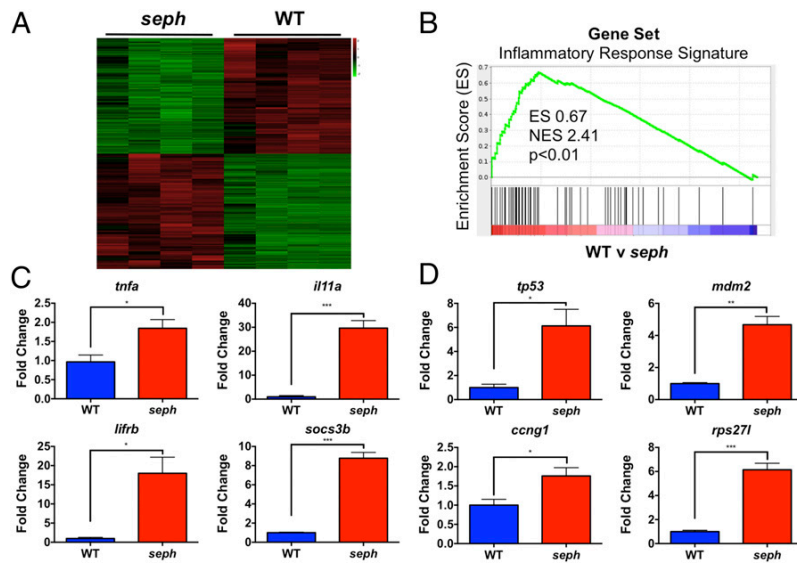 A
seph
WT
B
Gene Set
Inflammatory Response Signature
Enrichment Score (ES)
0.7
0.6
0.5
0.4
0.3
0.2
0.1
0.0
ES 0.67
NES 2.41
p<0.01
WT v seph
C
tnfa
Fold Change
2.5
2.0
1.5
1.0
0.5
0.0
*
WT
seph
il11a
Fold Change
40
30
20
10
0
***
WT
seph
lifrb
Fold Change
25
20
15
10
5
0
*
WT
seph
socs3b
Fold Change
10
8
6
4
2
0
***
WT
seph
D
tp53
Fold Change
8
6
4
2
0
*
WT
seph
mdm2
Fold Change
6
4
2
0
**
WT
seph
ccng1
Fold Change
2.5
2.0
1.5
1.0
0.5
0.0
*
WT
seph
rps27l
Fold Change
8
6
4
2
0
***
WT
seph